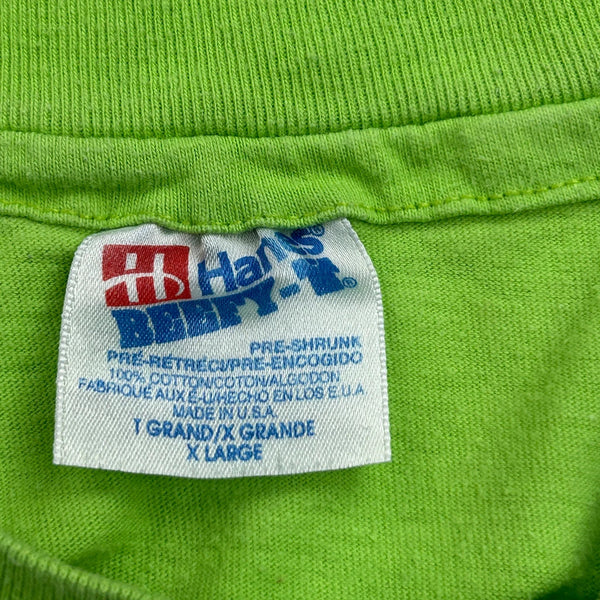 H Hanes®
BEEFY-T®
PRE-SHRUNK
PRÉ-RÉTRÉCI/PRE-ENCOGIDO
100% COTTON/COTON/ALGODON
FABRIQUE AUX É-U/HECHO EN LOS E.U.A
MADE IN U.S.A.
T GRAND/X GRANDE
X LARGE